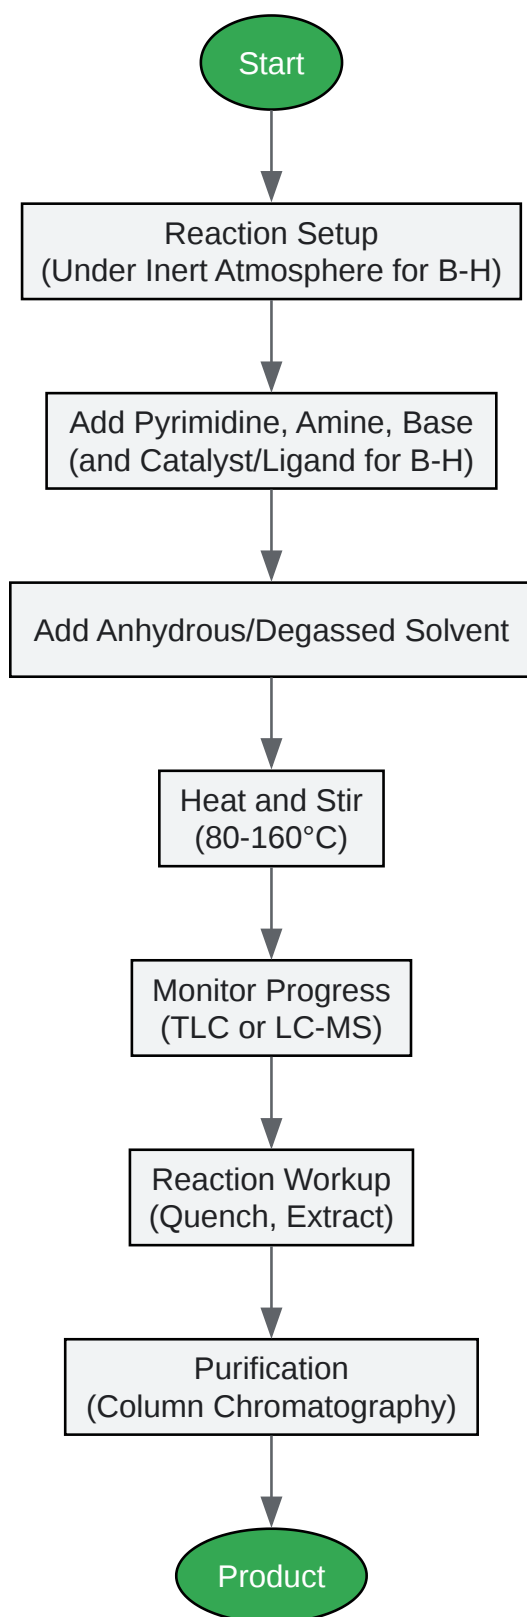 Start
Reaction Setup
(Under Inert Atmosphere for B-H)
Add Pyrimidine, Amine, Base
(and Catalyst/Ligand for B-H)
Add Anhydrous/Degassed Solvent
Heat and Stir
(80-160°C)
Monitor Progress
(TLC or LC-MS)
Reaction Workup
(Quench, Extract)
Purification
(Column Chromatography)
Product